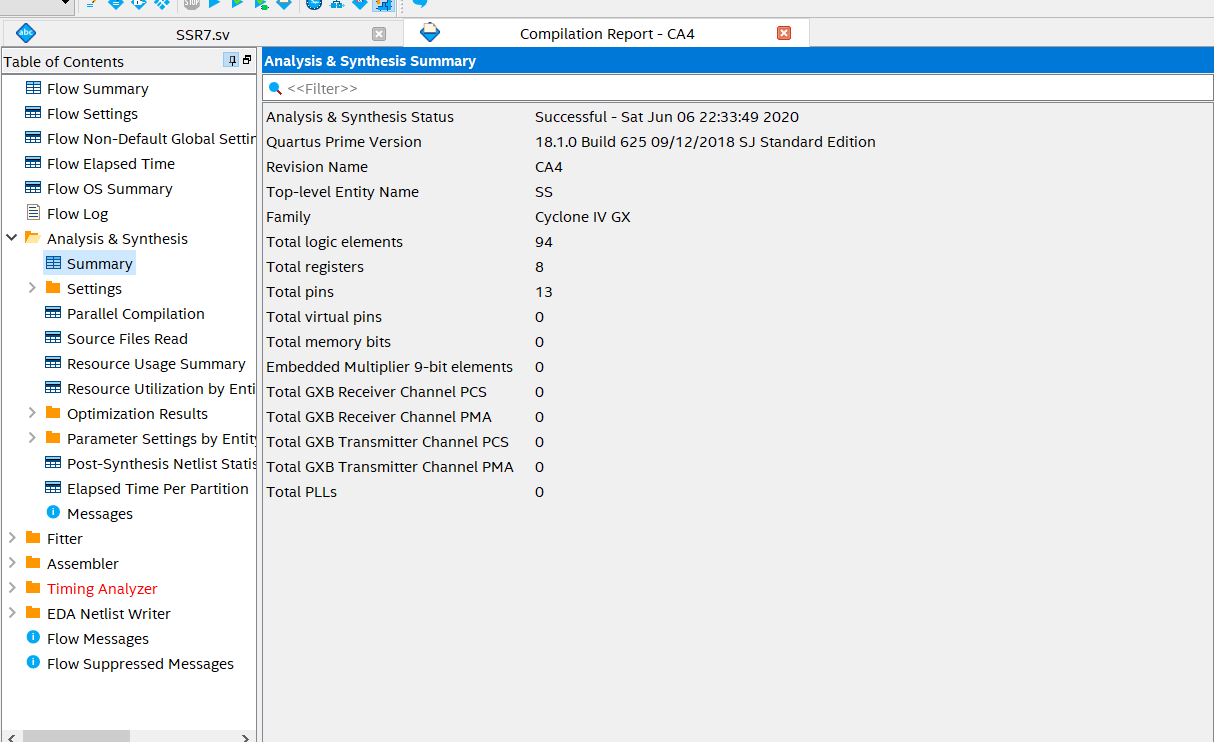 SSR7.sv
Compilation Report - CA4
Table of Contents
Flow Summary
Flow Settings
Flow Non-Default Global Settin
Flow Elapsed Time
Flow OS Summary
Flow Log
Analysis & Synthesis
Summary
Settings
Parallel Compilation
Source Files Read
Resource Usage Summary
Resource Utilization by Enti
Optimization Results
Parameter Settings by Entity
Post-Synthesis Netlist Statis
Elapsed Time Per Partition
Messages
Fitter
Assembler
Timing Analyzer
EDA Netlist Writer
Flow Messages
Flow Suppressed Messages
Analysis & Synthesis Summary
<<Filter>>
Analysis & Synthesis Status Successful - Sat Jun 06 22:33:49 2020
Quartus Prime Version 18.1.0 Build 625 09/12/2018 SJ Standard Edition
Revision Name CA4
Top-level Entity Name SS
Family Cyclone IV GX
Total logic elements 94
Total registers 8
Total pins 13
Total virtual pins 0
Total memory bits 0
Embedded Multiplier 9-bit elements 0
Total GXB Receiver Channel PCS 0
Total GXB Receiver Channel PMA 0
Total GXB Transmitter Channel PCS 0
Total GXB Transmitter Channel PMA 0
Total PLLs 0